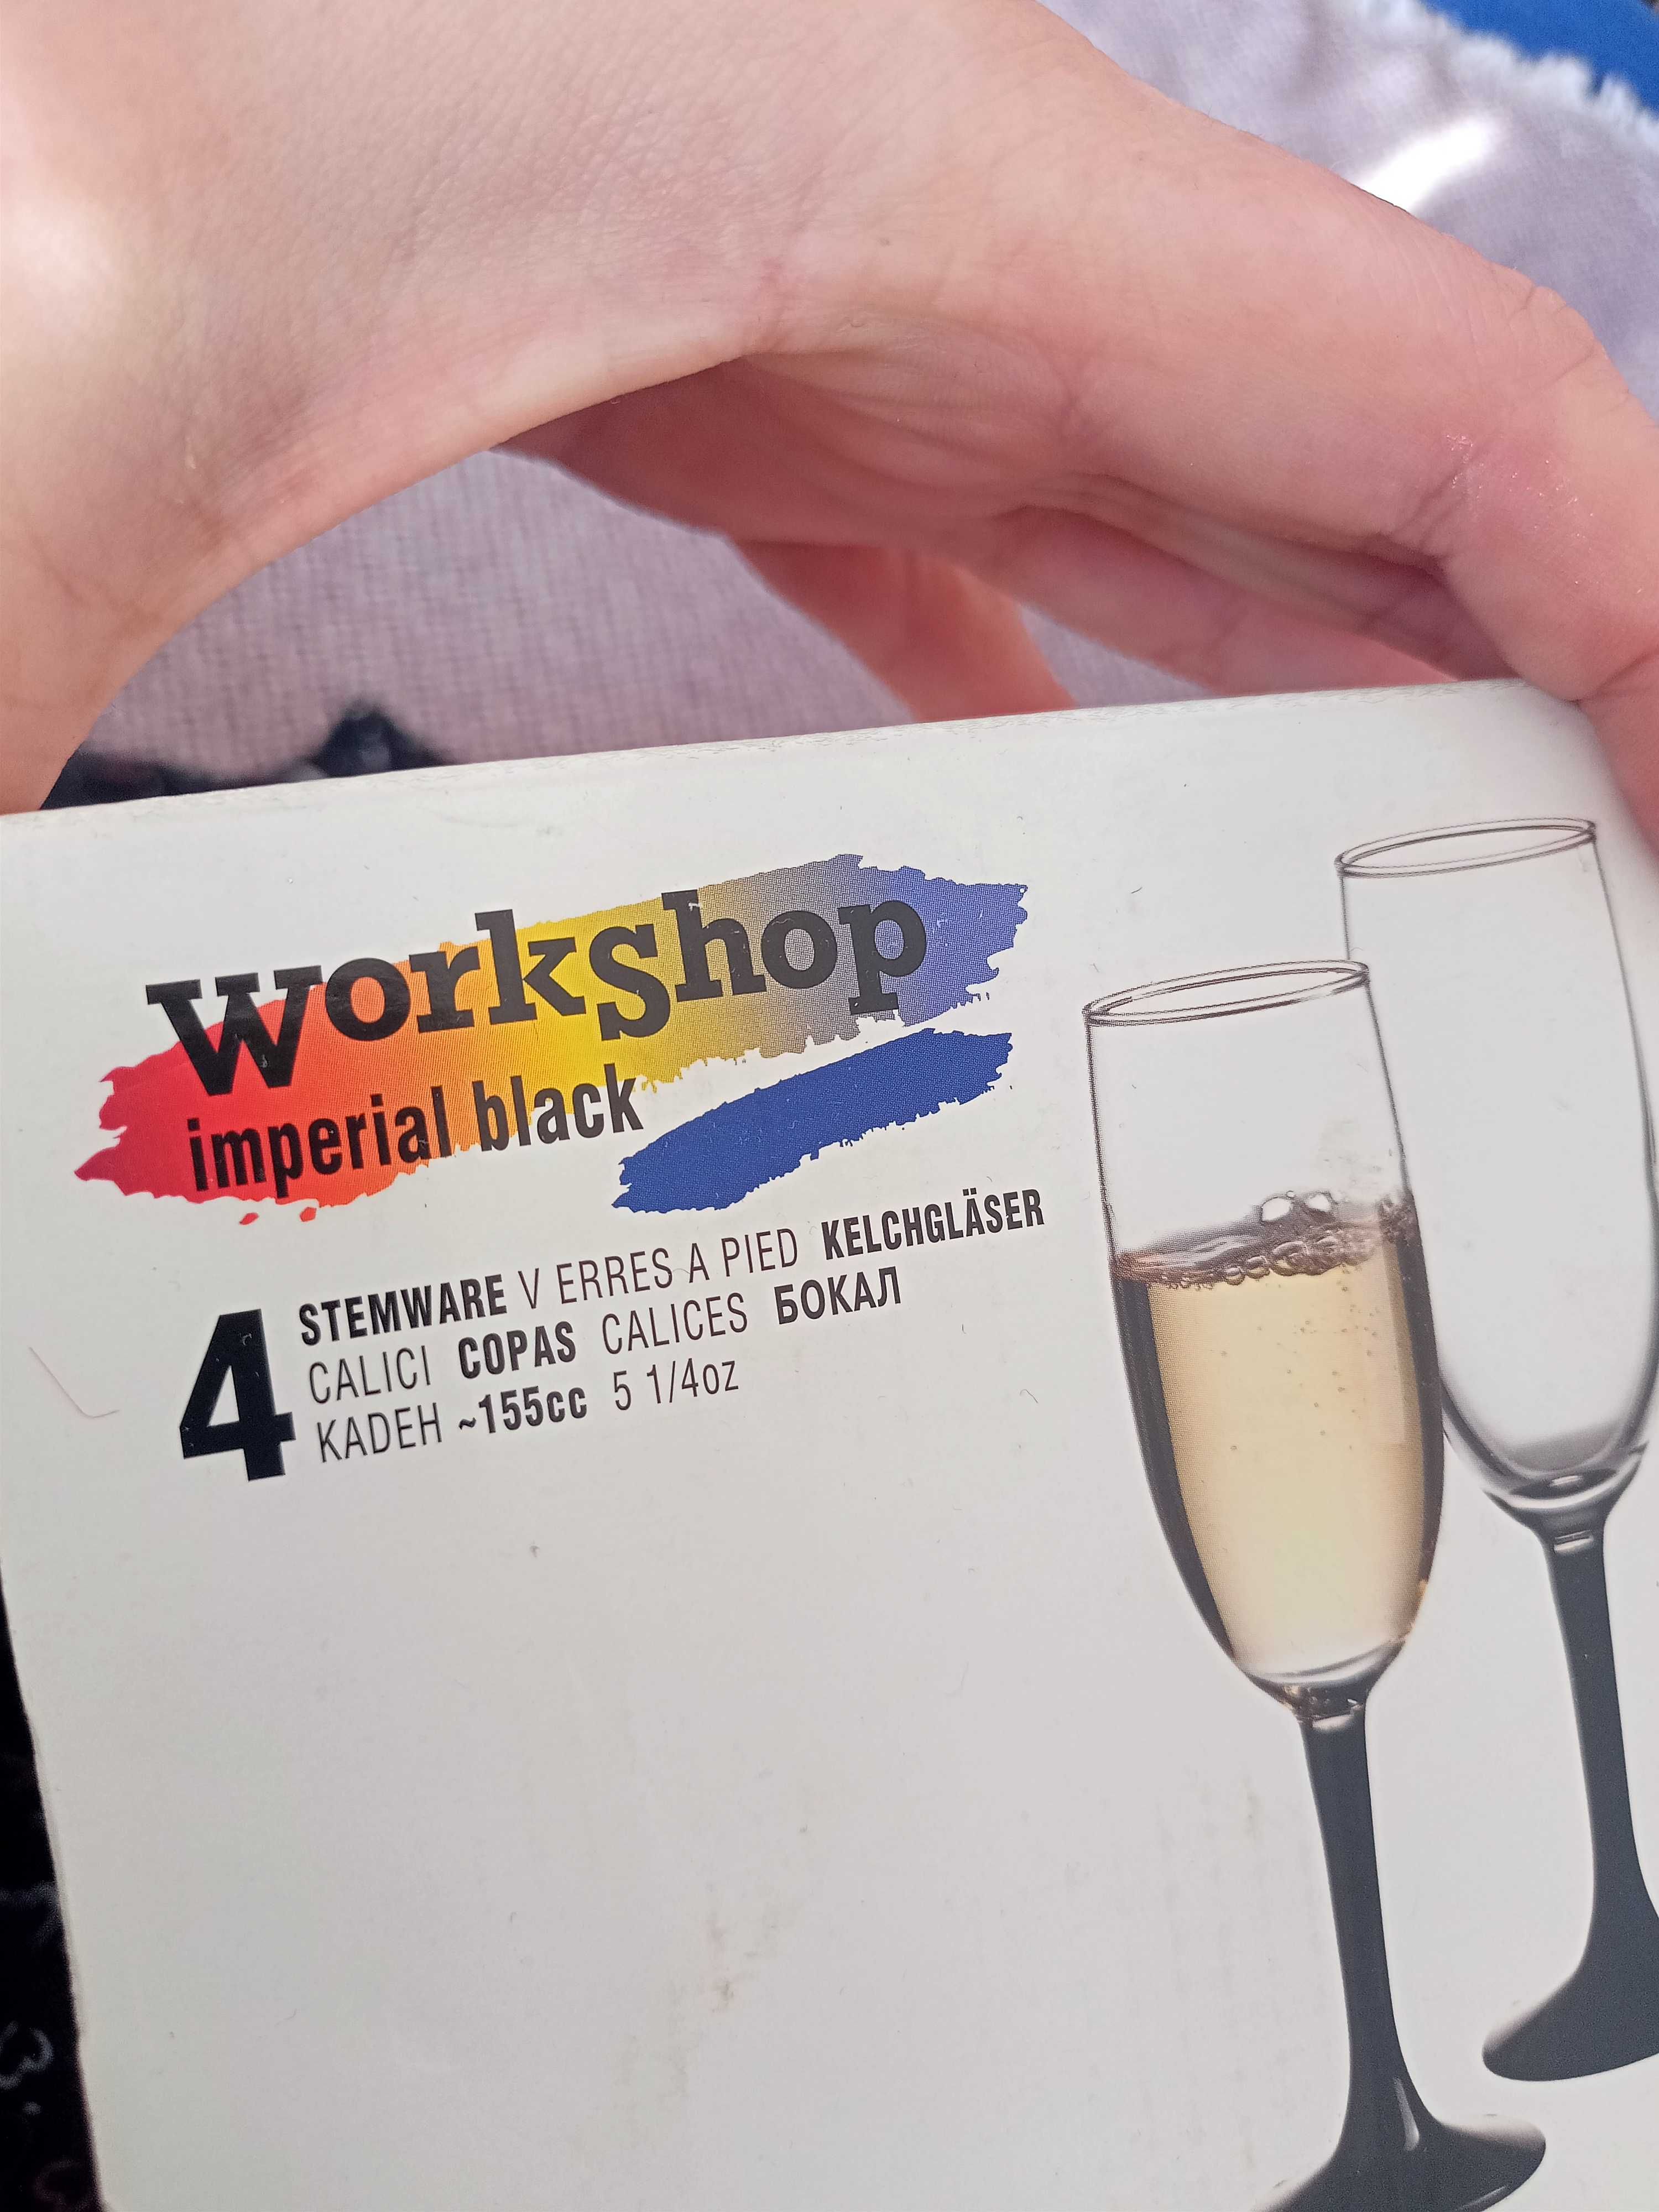 workshop
imperial black
4
STEMWARE V ERRES A PIED KELCHGLÄSER
CALICI COPAS CALICES БОКАЛ
KADEH ~155cc 5 1/4oz